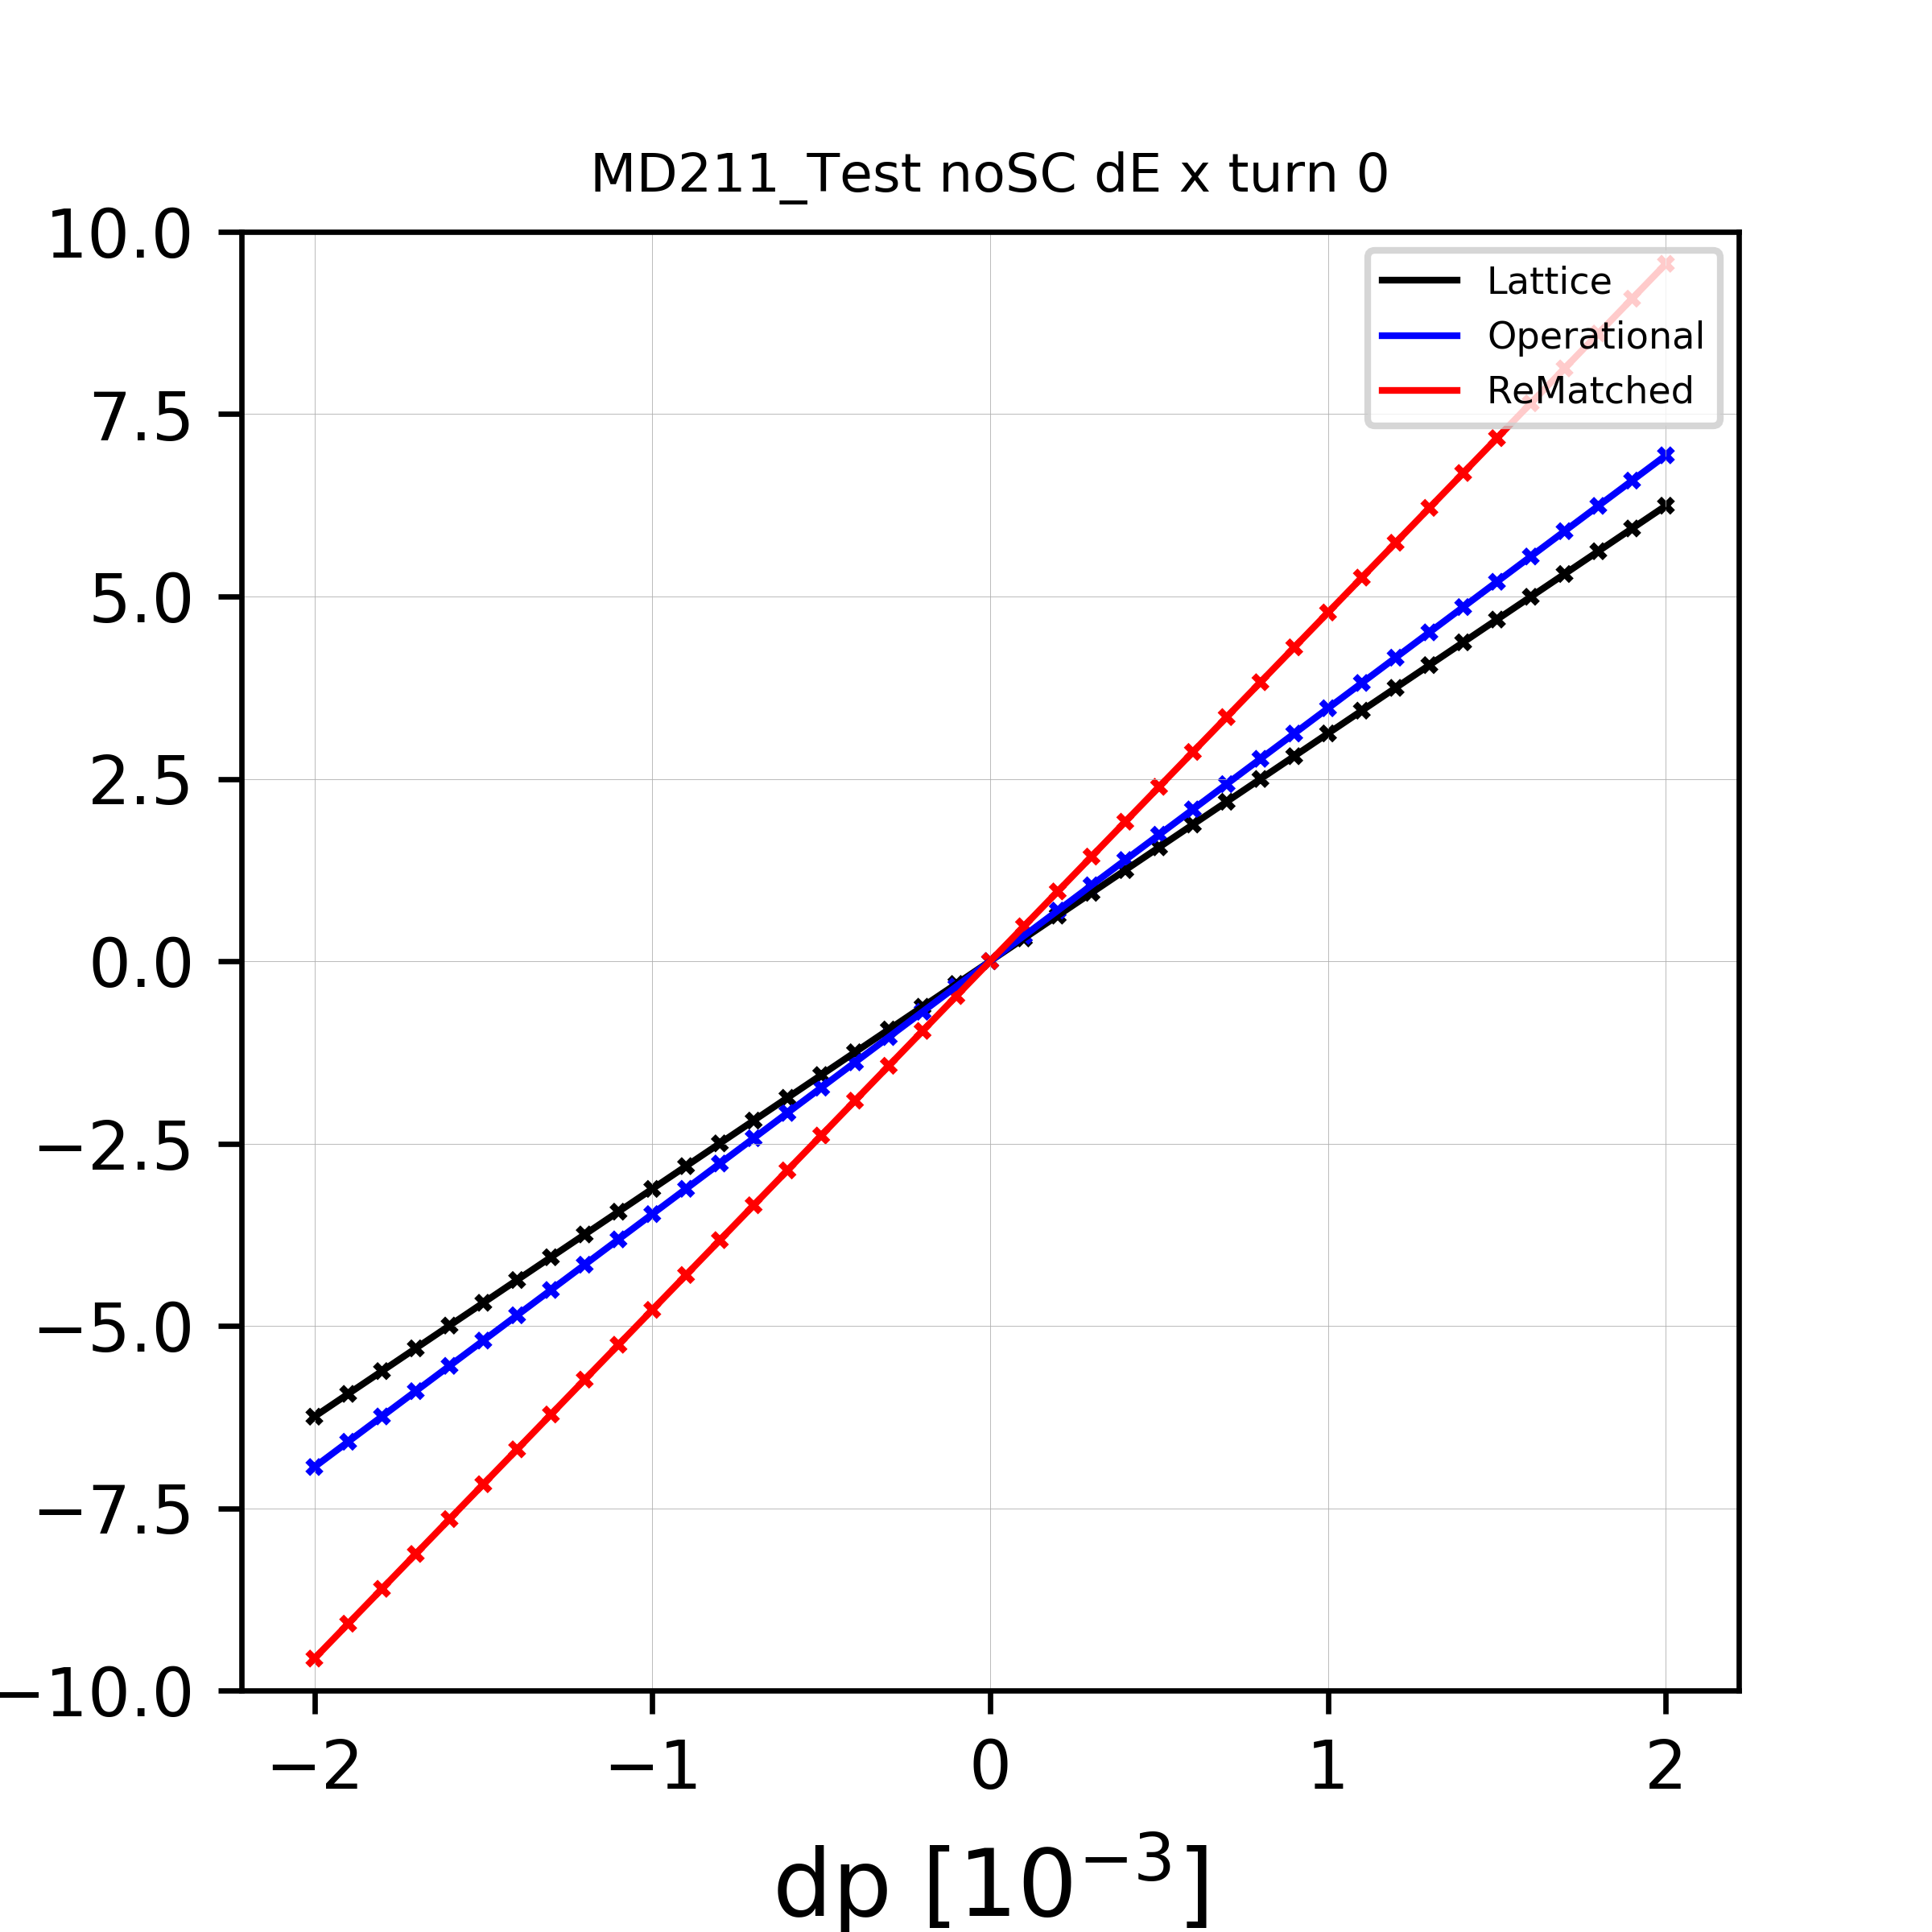 MD211_Test noSC dE x turn 0
10.0
7.5
5.0
2.5
0.0
−2.5
−5.0
−7.5
−10.0
Lattice
Operational
ReMatched
−2 −1 0 1 2
dp [10⁻³]